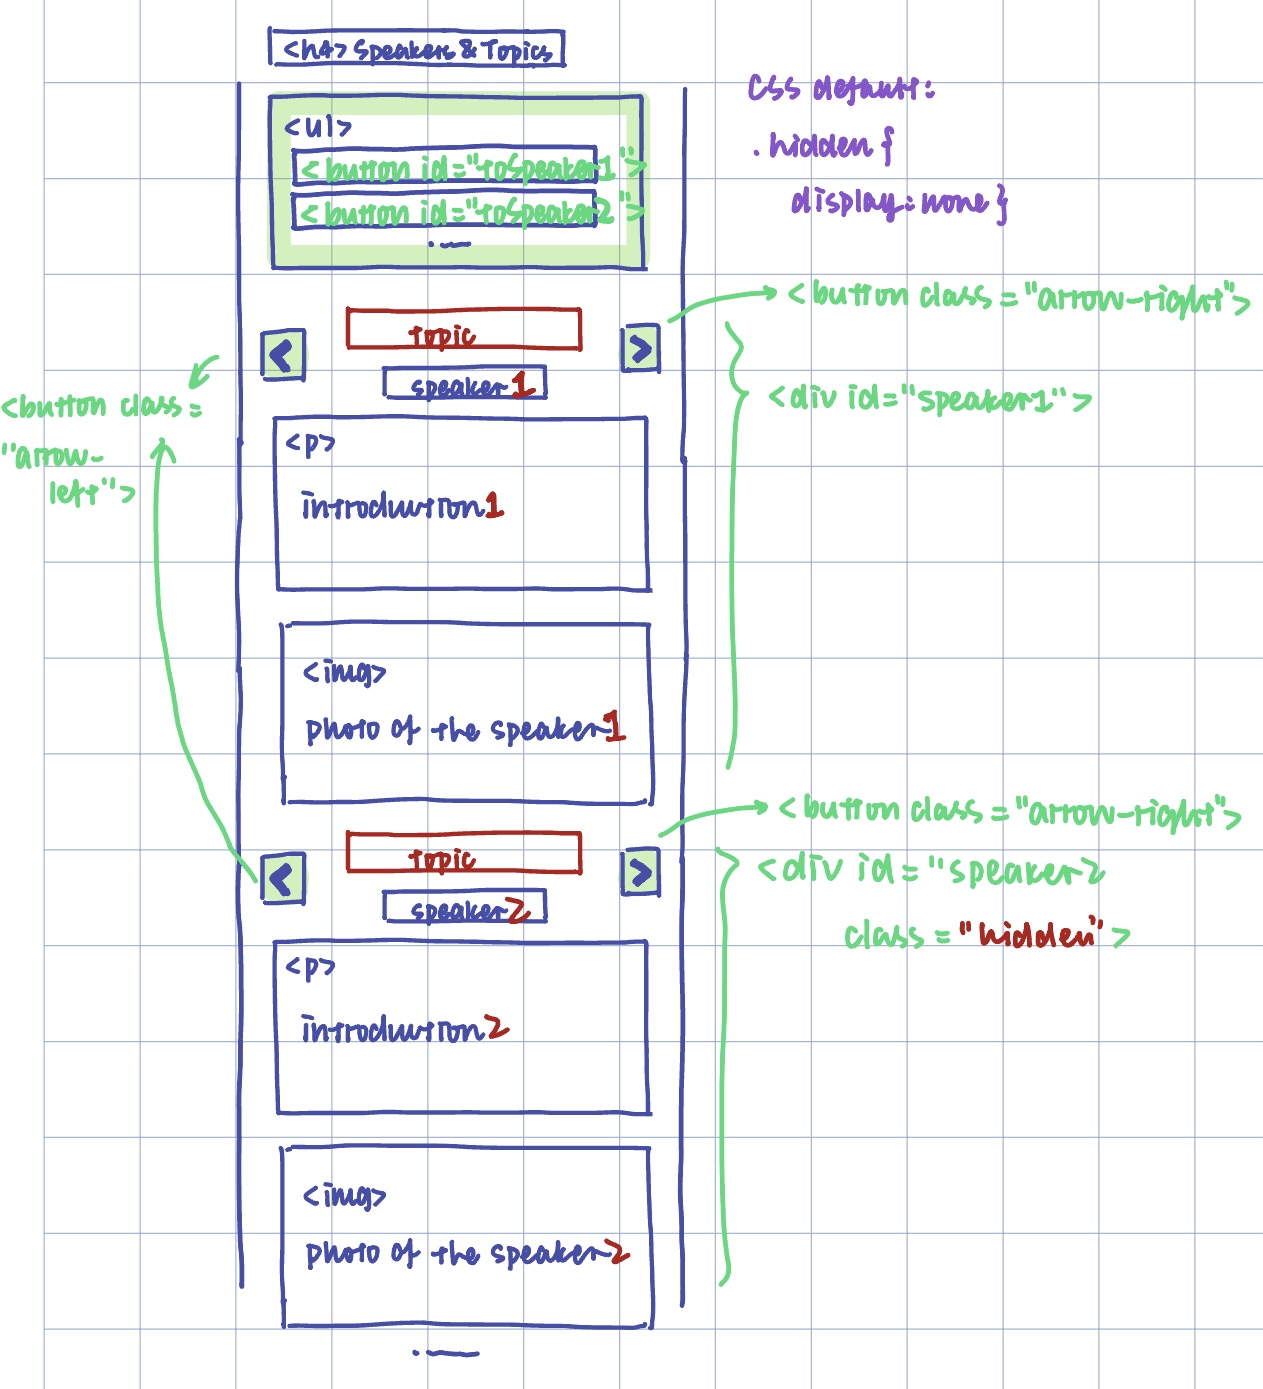 <h4> Speakers & Topics
CSS default:
.hidden {
display: none }
<ul>
<button id="toSpeaker1">
<button id="toSpeaker2">
<button class="arrow-right">
<
topic
>
speaker 1
<div id="speaker1">
<button class=
"arrow-
left">
<p>
introduction 1
<img>
photo of the speaker 1
<button class="arrow-right">
<
topic
>
speaker 2
<div id="speaker2
class="hidden">
<p>
introduction 2
<img>
photo of the speaker 2